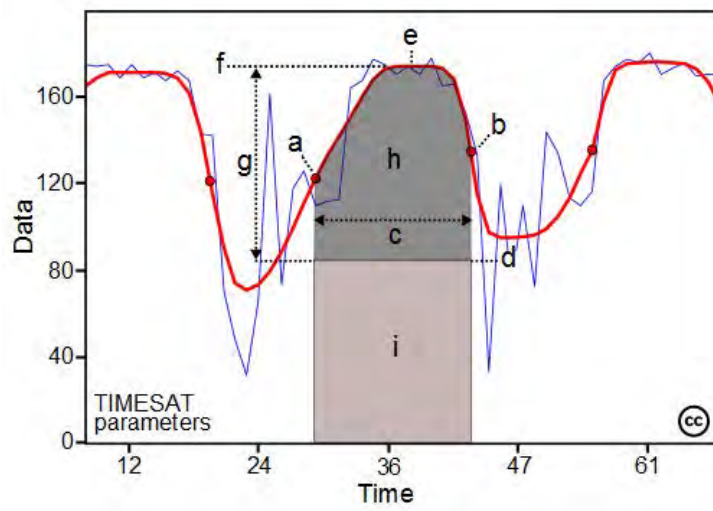 e
f
160
g
a
b
h
120
Data
c
d
80
i
40
TIMESAT
parameters
cc
0
12 24 36 47 61
Time